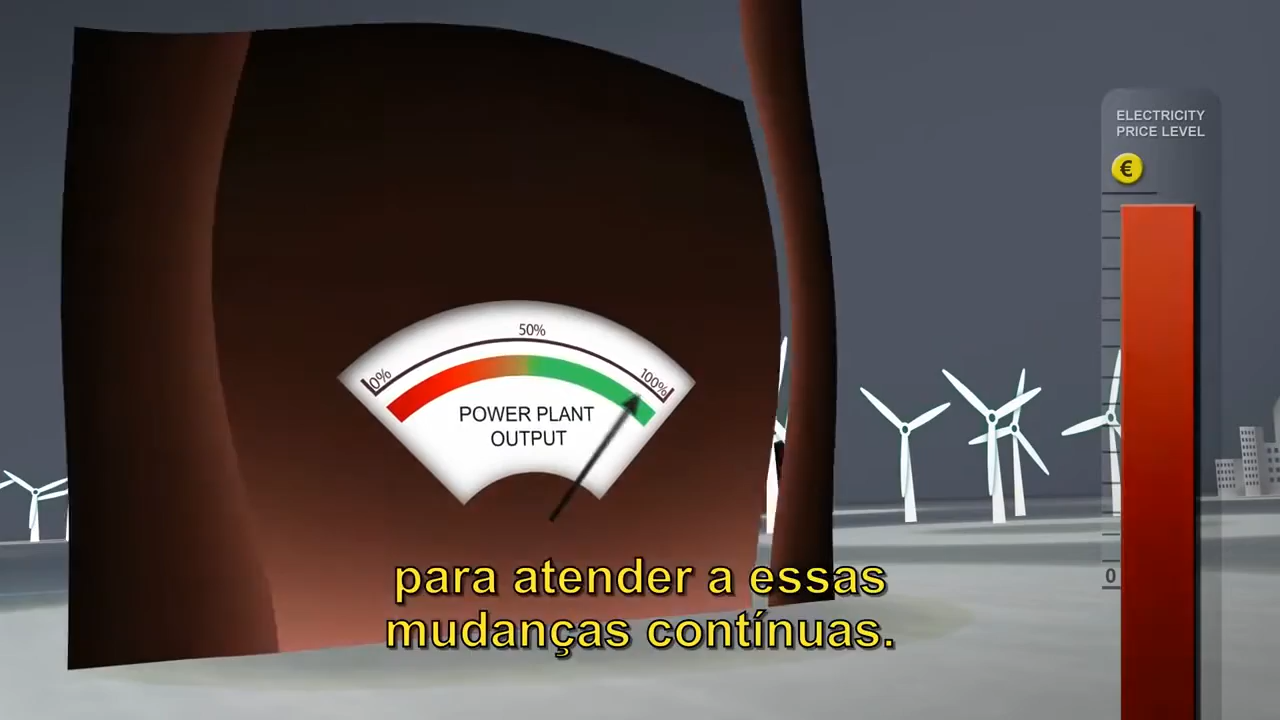 ELECTRICITY
PRICE LEVEL
€
50%
0%
100%
POWER PLANT
OUTPUT
0
para atender a essas
mudanças contínuas.